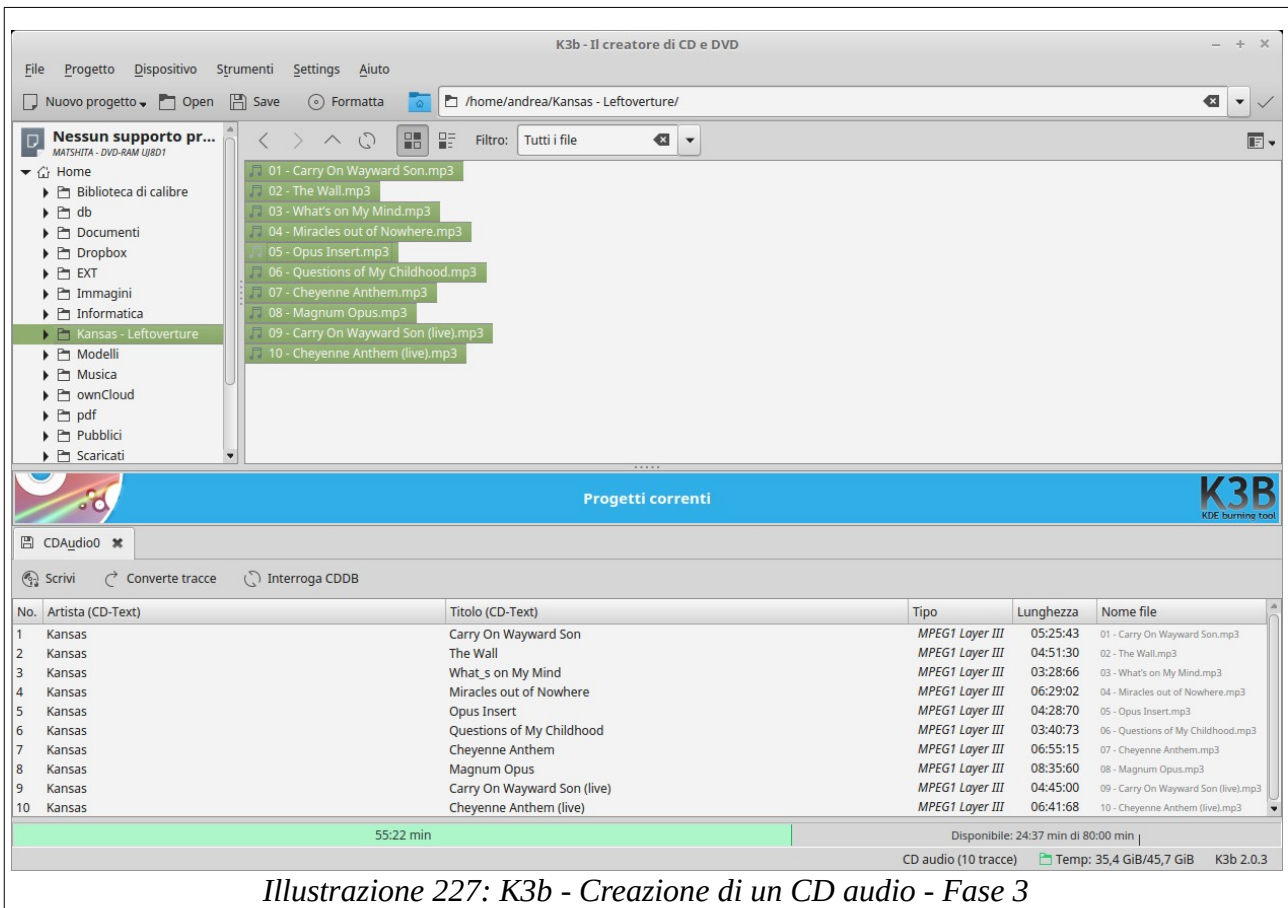 K3b - Il creatore di CD e DVD
File Progetto Dispositivo Strumenti Settings Aiuto
Nuovo progetto Open Save Formatta /home/andrea/Kansas - Leftoverture/
Nessun supporto pr...
MATSHITA - DVD-RAM UJ8D1
Filtro: Tutti i file
Home
Biblioteca di calibre
db
Documenti
Dropbox
EXT
Immagini
Informatica
Kansas - Leftoverture
Modelli
Musica
ownCloud
pdf
Pubblici
Scaricati
01 - Carry On Wayward Son.mp3
02 - The Wall.mp3
03 - What's on My Mind.mp3
04 - Miracles out of Nowhere.mp3
05 - Opus Insert.mp3
06 - Questions of My Childhood.mp3
07 - Cheyenne Anthem.mp3
08 - Magnum Opus.mp3
09 - Carry On Wayward Son (live).mp3
10 - Cheyenne Anthem (live).mp3
Progetti correnti
K3B
KDE burning tool
CDAudio0
Scrivi Converte tracce Interroga CDDB
No. Artista (CD-Text) Titolo (CD-Text) Tipo Lunghezza Nome file
1 Kansas Carry On Wayward Son MPEG1 Layer III 05:25:43 01 - Carry On Wayward Son.mp3
2 Kansas The Wall MPEG1 Layer III 04:51:30 02 - The Wall.mp3
3 Kansas What_s on My Mind MPEG1 Layer III 03:28:66 03 - What's on My Mind.mp3
4 Kansas Miracles out of Nowhere MPEG1 Layer III 06:29:02 04 - Miracles out of Nowhere.mp3
5 Kansas Opus Insert MPEG1 Layer III 04:28:70 05 - Opus Insert.mp3
6 Kansas Questions of My Childhood MPEG1 Layer III 03:40:73 06 - Questions of My Childhood.mp3
7 Kansas Cheyenne Anthem MPEG1 Layer III 06:55:15 07 - Cheyenne Anthem.mp3
8 Kansas Magnum Opus MPEG1 Layer III 08:35:60 08 - Magnum Opus.mp3
9 Kansas Carry On Wayward Son (live) MPEG1 Layer III 04:45:00 09 - Carry On Wayward Son (live).mp3
10 Kansas Cheyenne Anthem (live) MPEG1 Layer III 06:41:68 10 - Cheyenne Anthem (live).mp3
55:22 min Disponibile: 24:37 min di 80:00 min
CD audio (10 tracce) Temp: 35,4 GiB/45,7 GiB K3b 2.0.3
Illustrazione 227: K3b - Creazione di un CD audio - Fase 3